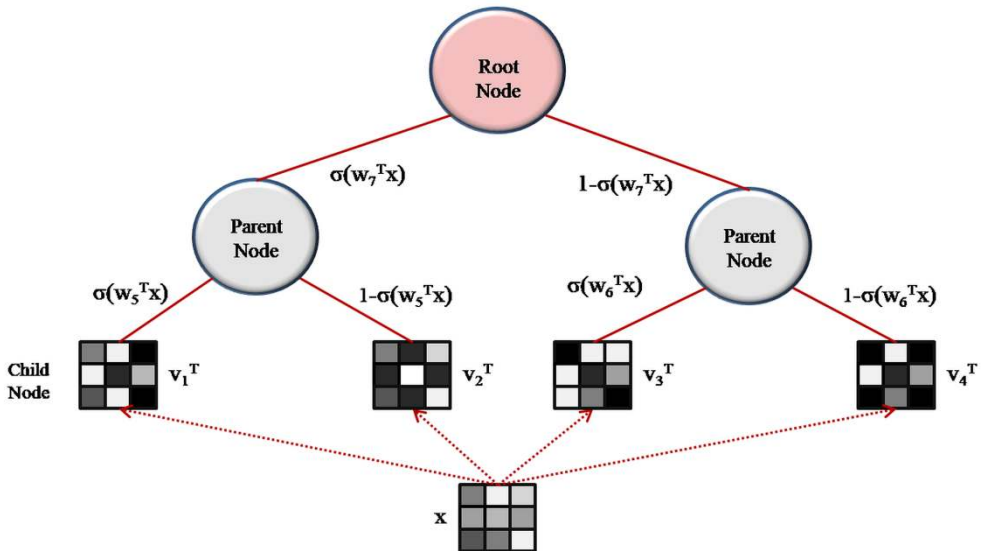 Root
Node
σ(w₇ᵀx)
1-σ(w₇ᵀx)
Parent
Node
Parent
Node
σ(w₅ᵀx)
1-σ(w₅ᵀx)
σ(w₆ᵀx)
1-σ(w₆ᵀx)
Child
Node
v₁ᵀ
v₂ᵀ
v₃ᵀ
v₄ᵀ
x